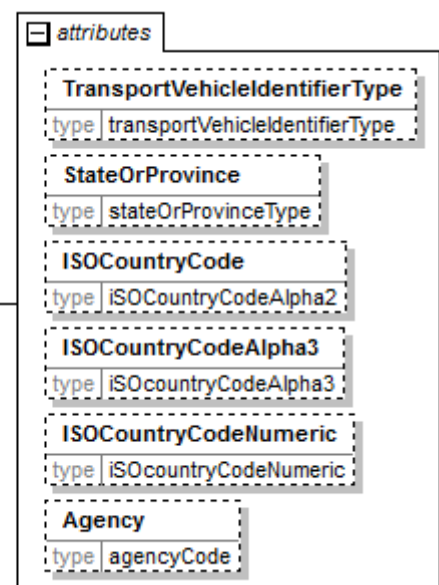 attributes
TransportVehicleIdentifierType
type transportVehicleIdentifierType
StateOrProvince
type stateOrProvinceType
ISOCountryCode
type iSOCountryCodeAlpha2
ISOCountryCodeAlpha3
type iSOcountryCodeAlpha3
ISOCountryCodeNumeric
type iSOcountryCodeNumeric
Agency
type agencyCode